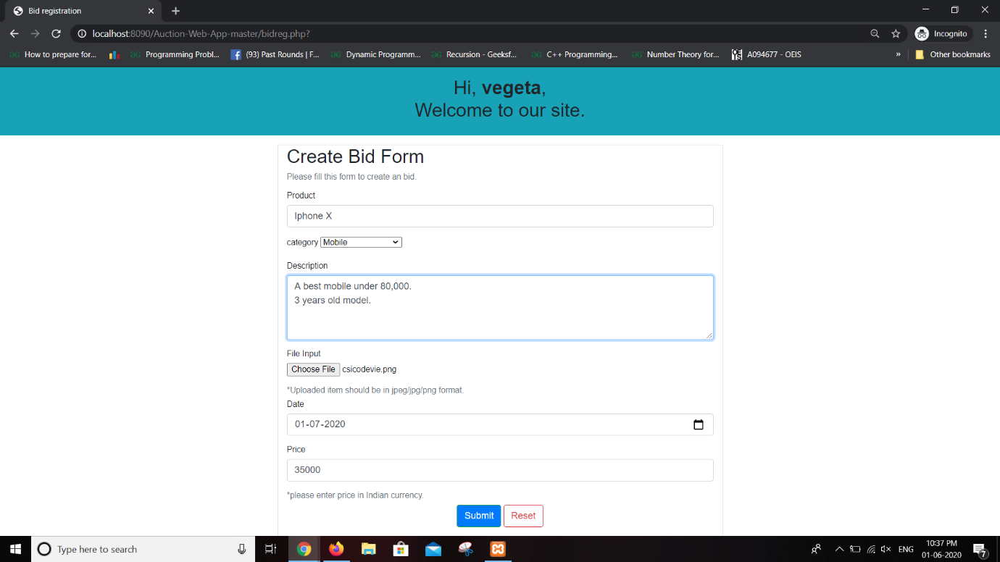 Bid registration
localhost:8090/Auction-Web-App-master/bidreg.php?
Incognito
How to prepare for...
Programming Probl...
(93) Past Rounds | F...
Dynamic Programm...
Recursion - Geeksf...
C++ Programming...
Number Theory for...
A094677 - OEIS
»
Other bookmarks
Hi, vegeta,
Welcome to our site.
Create Bid Form
Please fill this form to create an bid.
Product
Iphone X
category Mobile
Description
A best mobile under 80,000.
3 years old model.
File Input
Choose File csicodevie.png
*Uploaded item should be in jpeg/jpg/png format.
Date
01-07-2020
Price
35000
*please enter price in Indian currency.
Submit Reset
Type here to search
ENG
10:37 PM
01-06-2020
7